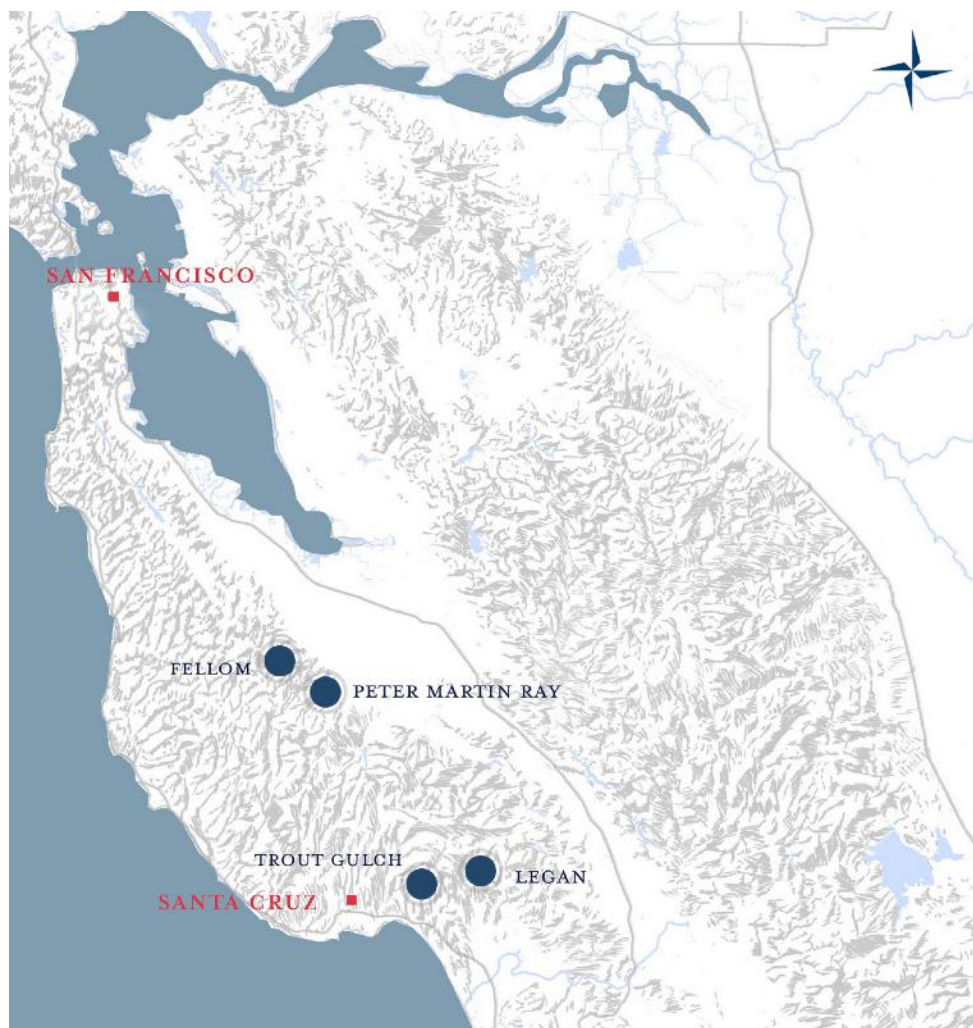 SAN FRANCISCO
FELLOM
PETER MARTIN RAY
TROUT GULCH
LEGAN
SANTA CRUZ